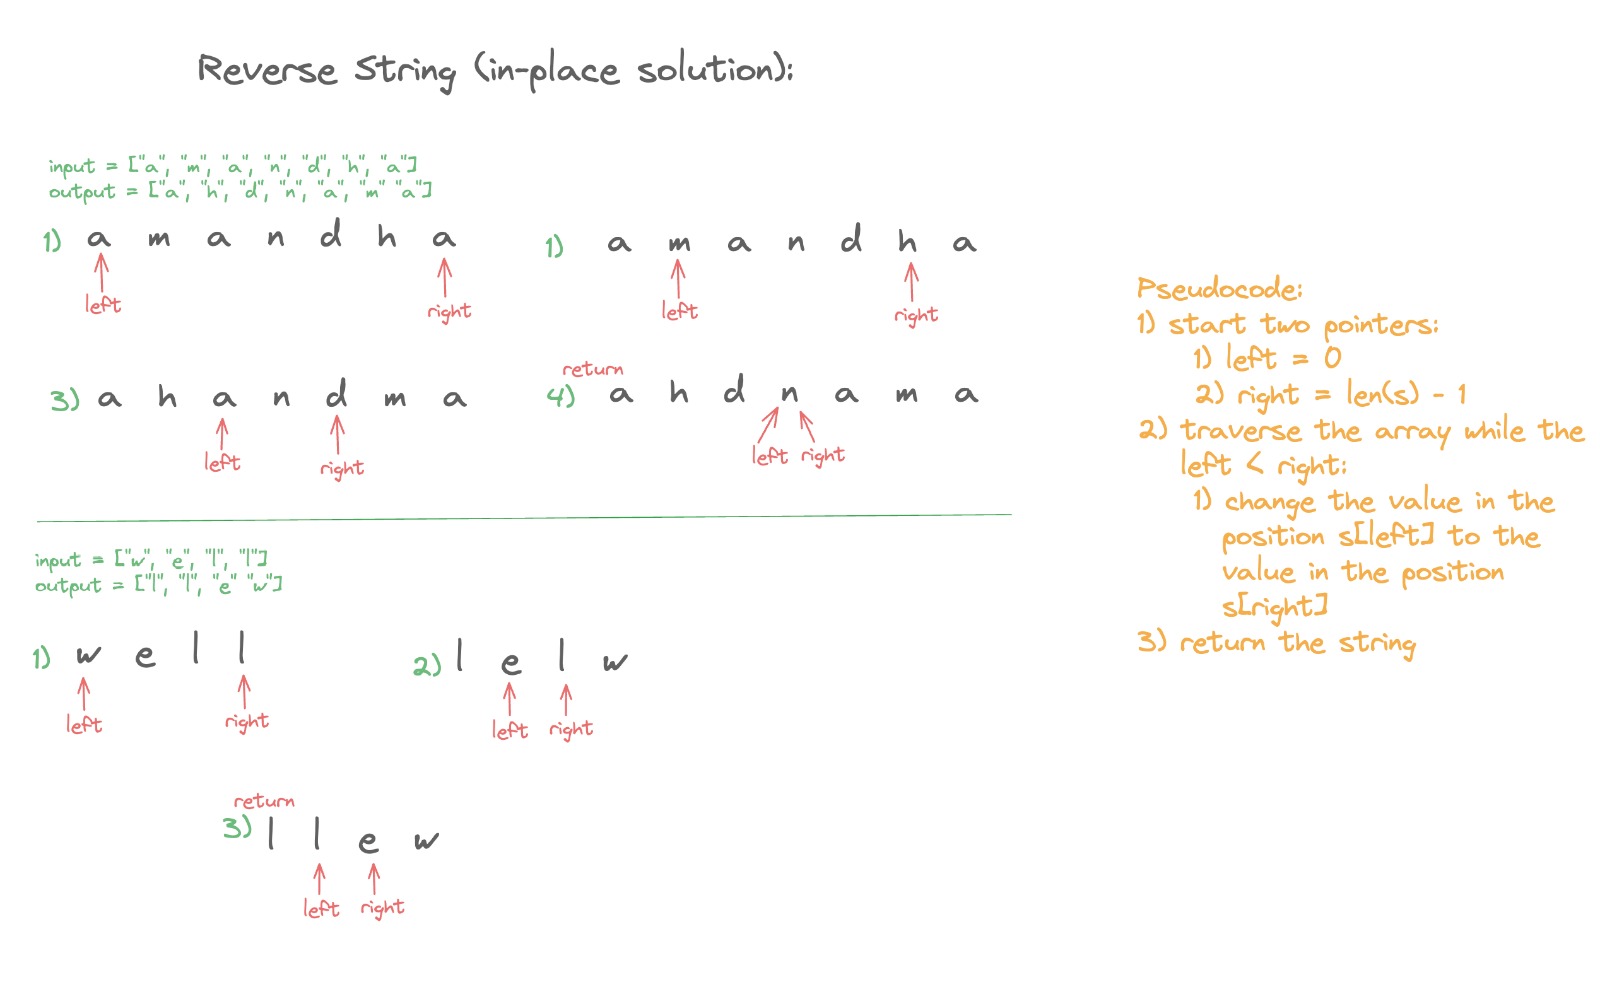 Reverse String (in-place solution):
input = ["a", "m", "a", "n", "d", "h", "a"]
output = ["a", "h", "d", "n", "a", "m" "a"]
1) a m a n d h a
left right
1) a m a n d h a
left right
3) a h a n d m a
left right
return
4) a h d n a m a
left right
input = ["w", "e", "l", "l"]
output = ["l", "l", "e" "w"]
1) w e l l
left right
2) l e l w
left right
return
3) l l e w
left right
Pseudocode:
1) start two pointers:
1) left = 0
2) right = len(s) - 1
2) traverse the array while the
left < right:
1) change the value in the
position s[left] to the
value in the position
s[right]
3) return the string